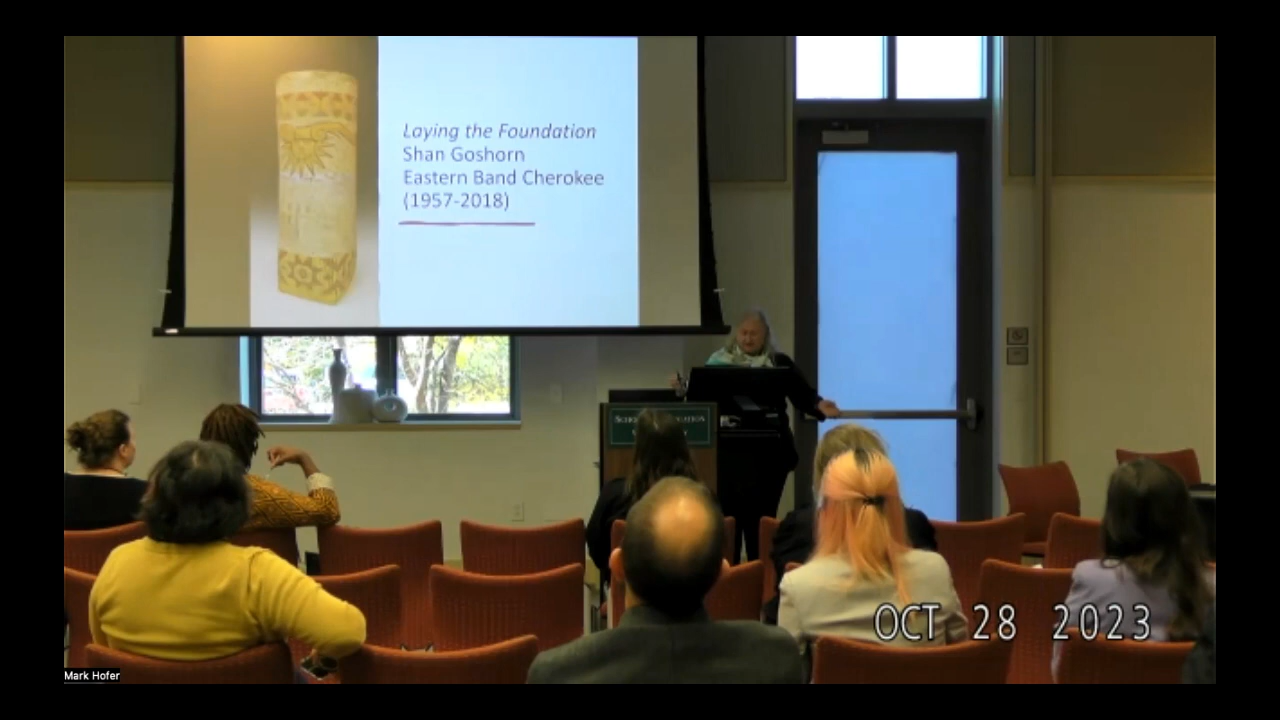 Laying the Foundation
Shan Goshorn
Eastern Band Cherokee
(1957-2018)
OCT 28 2023
Mark Hofer